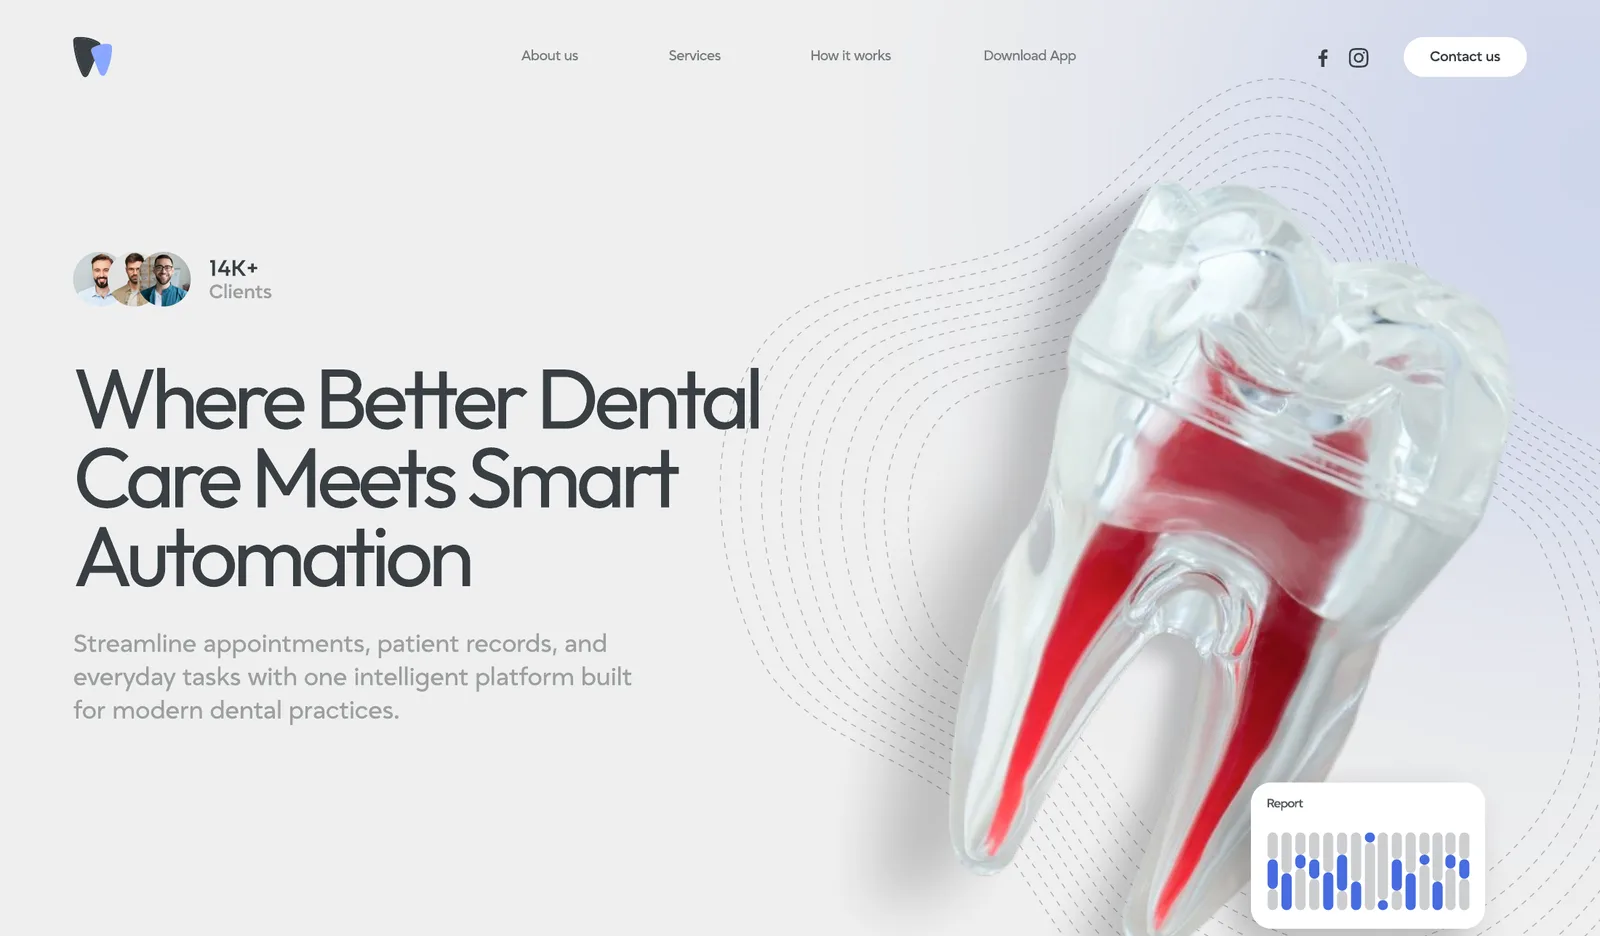 About us
Services
How it works
Download App
Contact us
14K+
Clients
Where Better Dental
Care Meets Smart
Automation
Streamline appointments, patient records, and
everyday tasks with one intelligent platform built
for modern dental practices.
Report